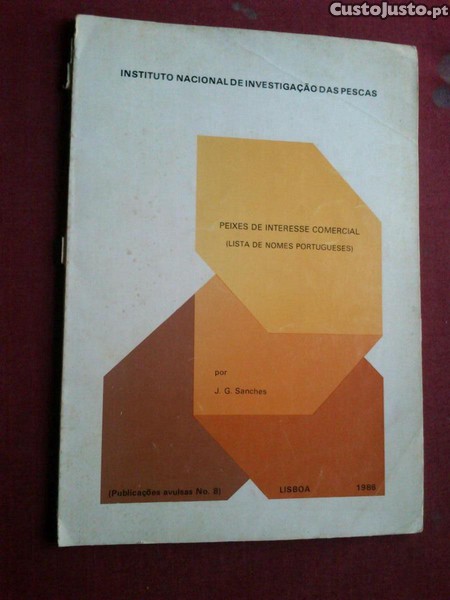 CustoJusto.pt
INSTITUTO NACIONAL DE INVESTIGAÇÃO DAS PESCAS
PEIXES DE INTERESSE COMERCIAL
(LISTA DE NOMES PORTUGUESES)
por
J. G. Sanches
(Publicações avulsas No. 8) LISBOA 1986